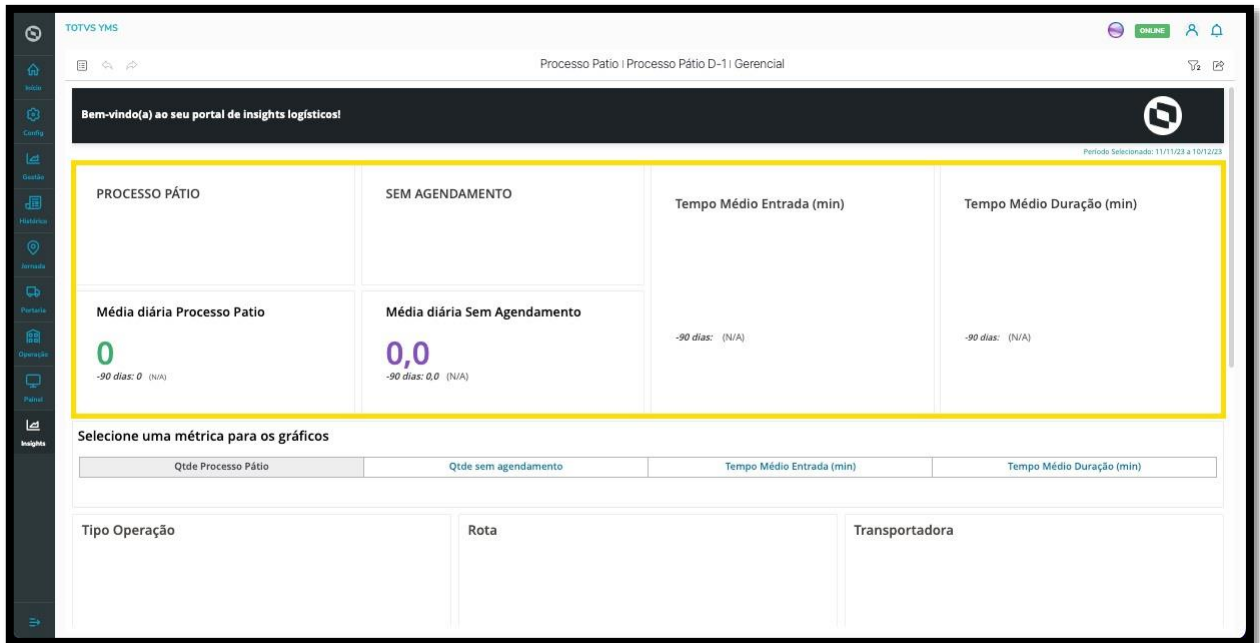 TOTVS YMS
ONLINE
Processo Patio | Processo Pátio D-1 | Gerencial
2
Início
Config
Gestão
Histórico
Jornada
Portaria
Operação
Painel
Insights
Bem-vindo(a) ao seu portal de insights logísticos!
Período Selecionado: 11/11/23 a 10/12/23
PROCESSO PÁTIO
SEM AGENDAMENTO
Tempo Médio Entrada (min)
Tempo Médio Duração (min)
Média diária Processo Patio
0
-90 dias: 0 (N/A)
Média diária Sem Agendamento
0,0
-90 dias: 0,0 (N/A)
-90 dias: (N/A)
-90 dias: (N/A)
Selecione uma métrica para os gráficos
Qtde Processo Pátio
Qtde sem agendamento
Tempo Médio Entrada (min)
Tempo Médio Duração (min)
Tipo Operação
Rota
Transportadora